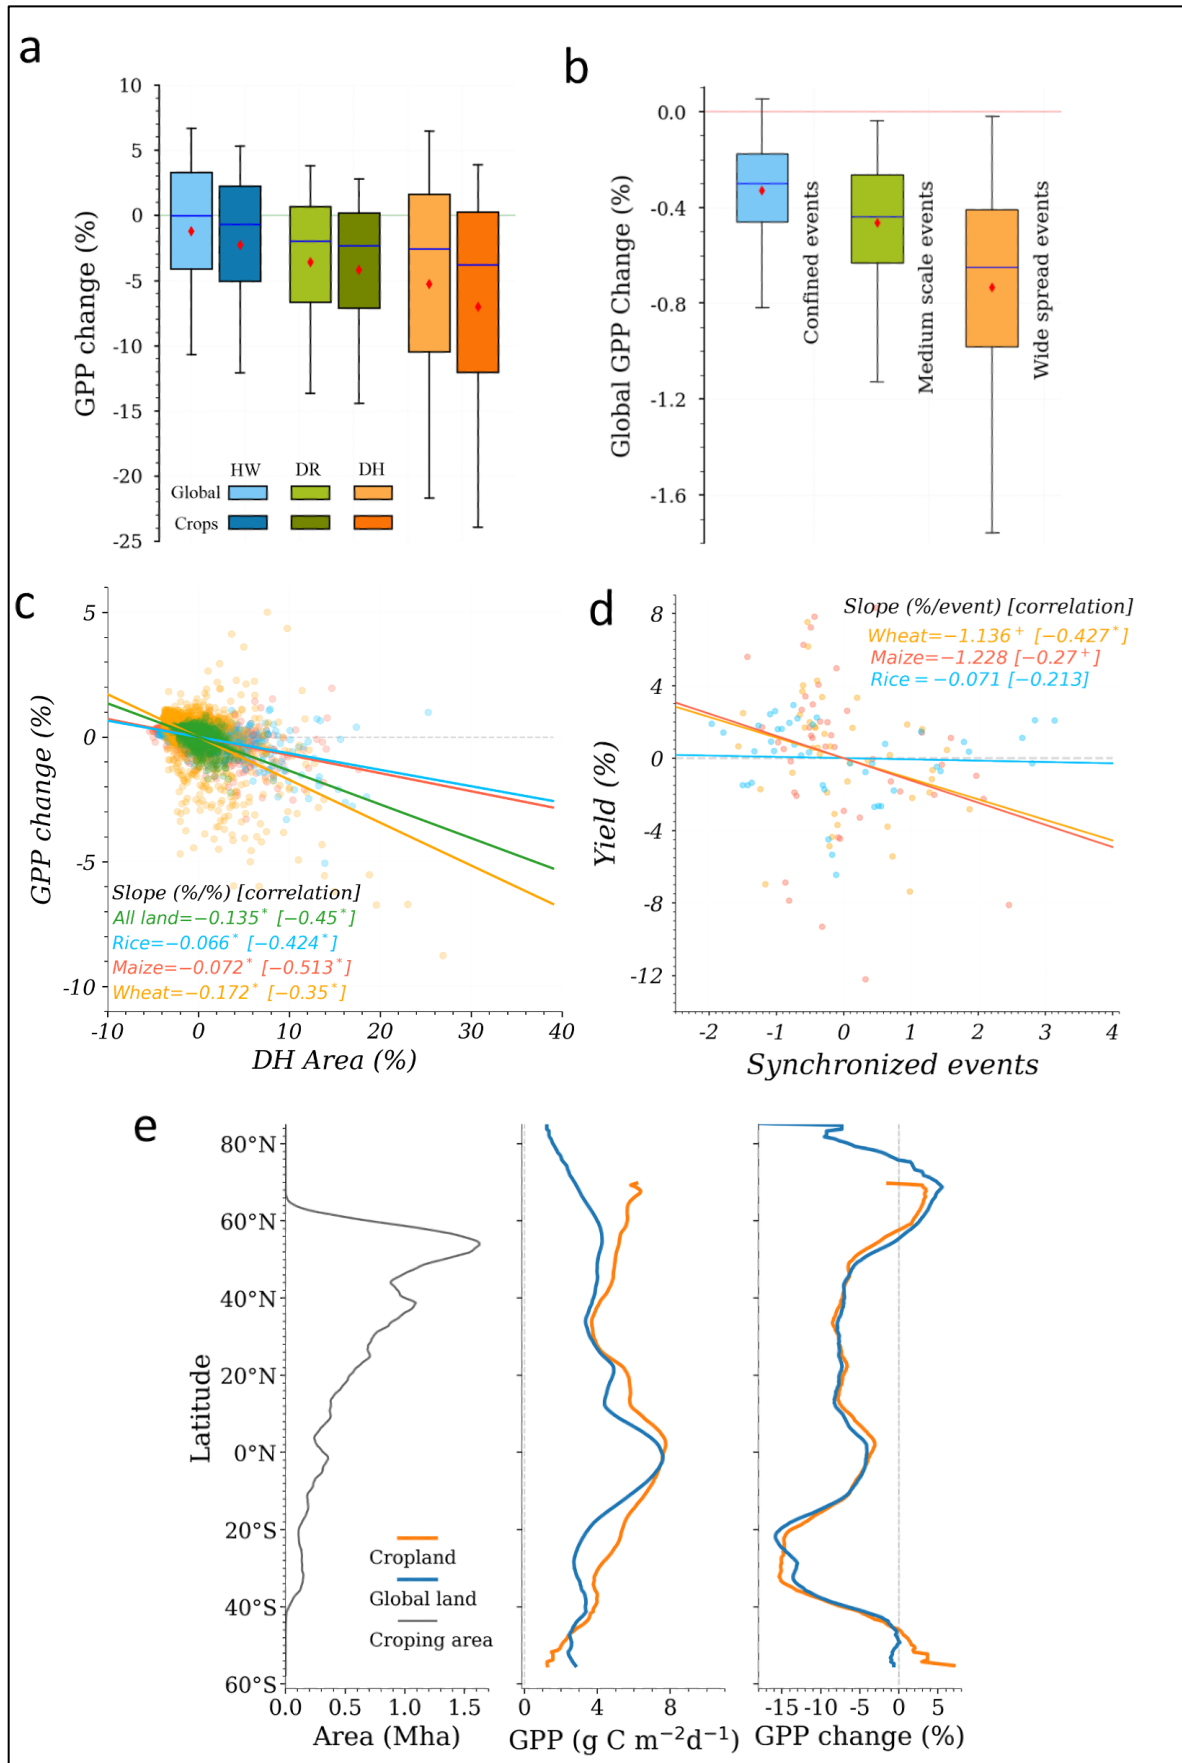 a
10
5
0
-5
-10
-15
-20
-25
GPP change (%)
HW DR DH
Global
Crops
b
0.0
-0.4
-0.8
-1.2
-1.6
Global GPP Change (%)
Confined events
Medium scale events
Wide spread events
c
5
0
-5
-10
GPP change (%)
Slope (%/%) [correlation]
All land=−0.135* [−0.45*]
Rice=−0.066* [−0.424*]
Maize=−0.072* [−0.513*]
Wheat=−0.172* [−0.35*]
-10 0 10 20 30 40
DH Area (%)
d
8
4
0
-4
-8
-12
Yield (%)
Slope (%/event) [correlation]
Wheat=−1.136+ [−0.427*]
Maize=−1.228 [−0.27+]
Rice = −0.071 [−0.213]
-2 -1 0 1 2 3 4
Synchronized events
e
80°N
60°N
40°N
20°N
0°N
20°S
40°S
60°S
Latitude
Cropland
Global land
Croping area
0.0 0.5 1.0 1.5
Area (Mha)
0 4 8
GPP (g C m−2d−1)
-15 -10 -5 0 5
GPP change (%)